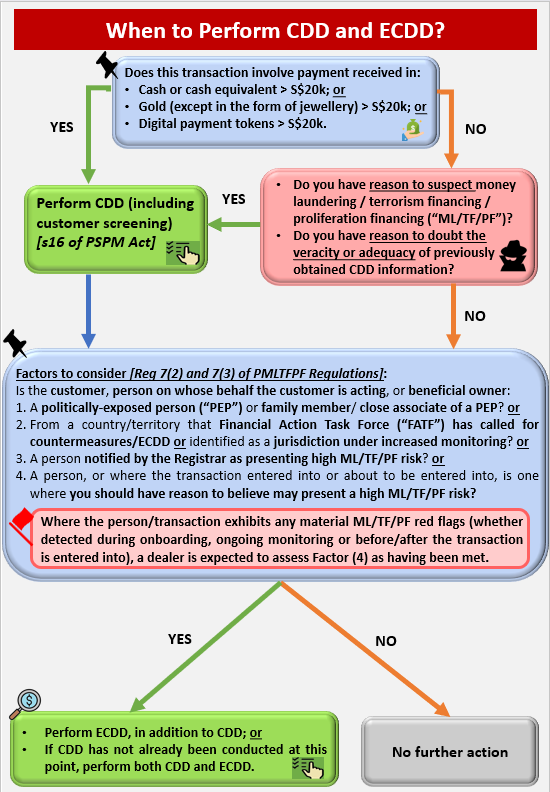 When to Perform CDD and ECDD?
Does this transaction involve payment received in:
• Cash or cash equivalent > S$20k; or
• Gold (except in the form of jewellery) > S$20k; or
• Digital payment tokens > S$20k.
YES
NO
Perform CDD (including
customer screening)
[s16 of PSPM Act]
YES
• Do you have reason to suspect money
laundering / terrorism financing /
proliferation financing (“ML/TF/PF”)?
• Do you have reason to doubt the
veracity or adequacy of previously
obtained CDD information?
NO
Factors to consider [Reg 7(2) and 7(3) of PMLTFPF Regulations]:
Is the customer, person on whose behalf the customer is acting, or beneficial owner:
1. A politically-exposed person (“PEP”) or family member/ close associate of a PEP? or
2. From a country/territory that Financial Action Task Force (“FATF”) has called for
countermeasures/ECDD or identified as a jurisdiction under increased monitoring? or
3. A person notified by the Registrar as presenting high ML/TF/PF risk? or
4. A person, or where the transaction entered into or about to be entered into, is one
where you should have reason to believe may present a high ML/TF/PF risk?
Where the person/transaction exhibits any material ML/TF/PF red flags (whether
detected during onboarding, ongoing monitoring or before/after the transaction
is entered into), a dealer is expected to assess Factor (4) as having been met.
YES
NO
• Perform ECDD, in addition to CDD; or
• If CDD has not already been conducted at this
point, perform both CDD and ECDD.
No further action